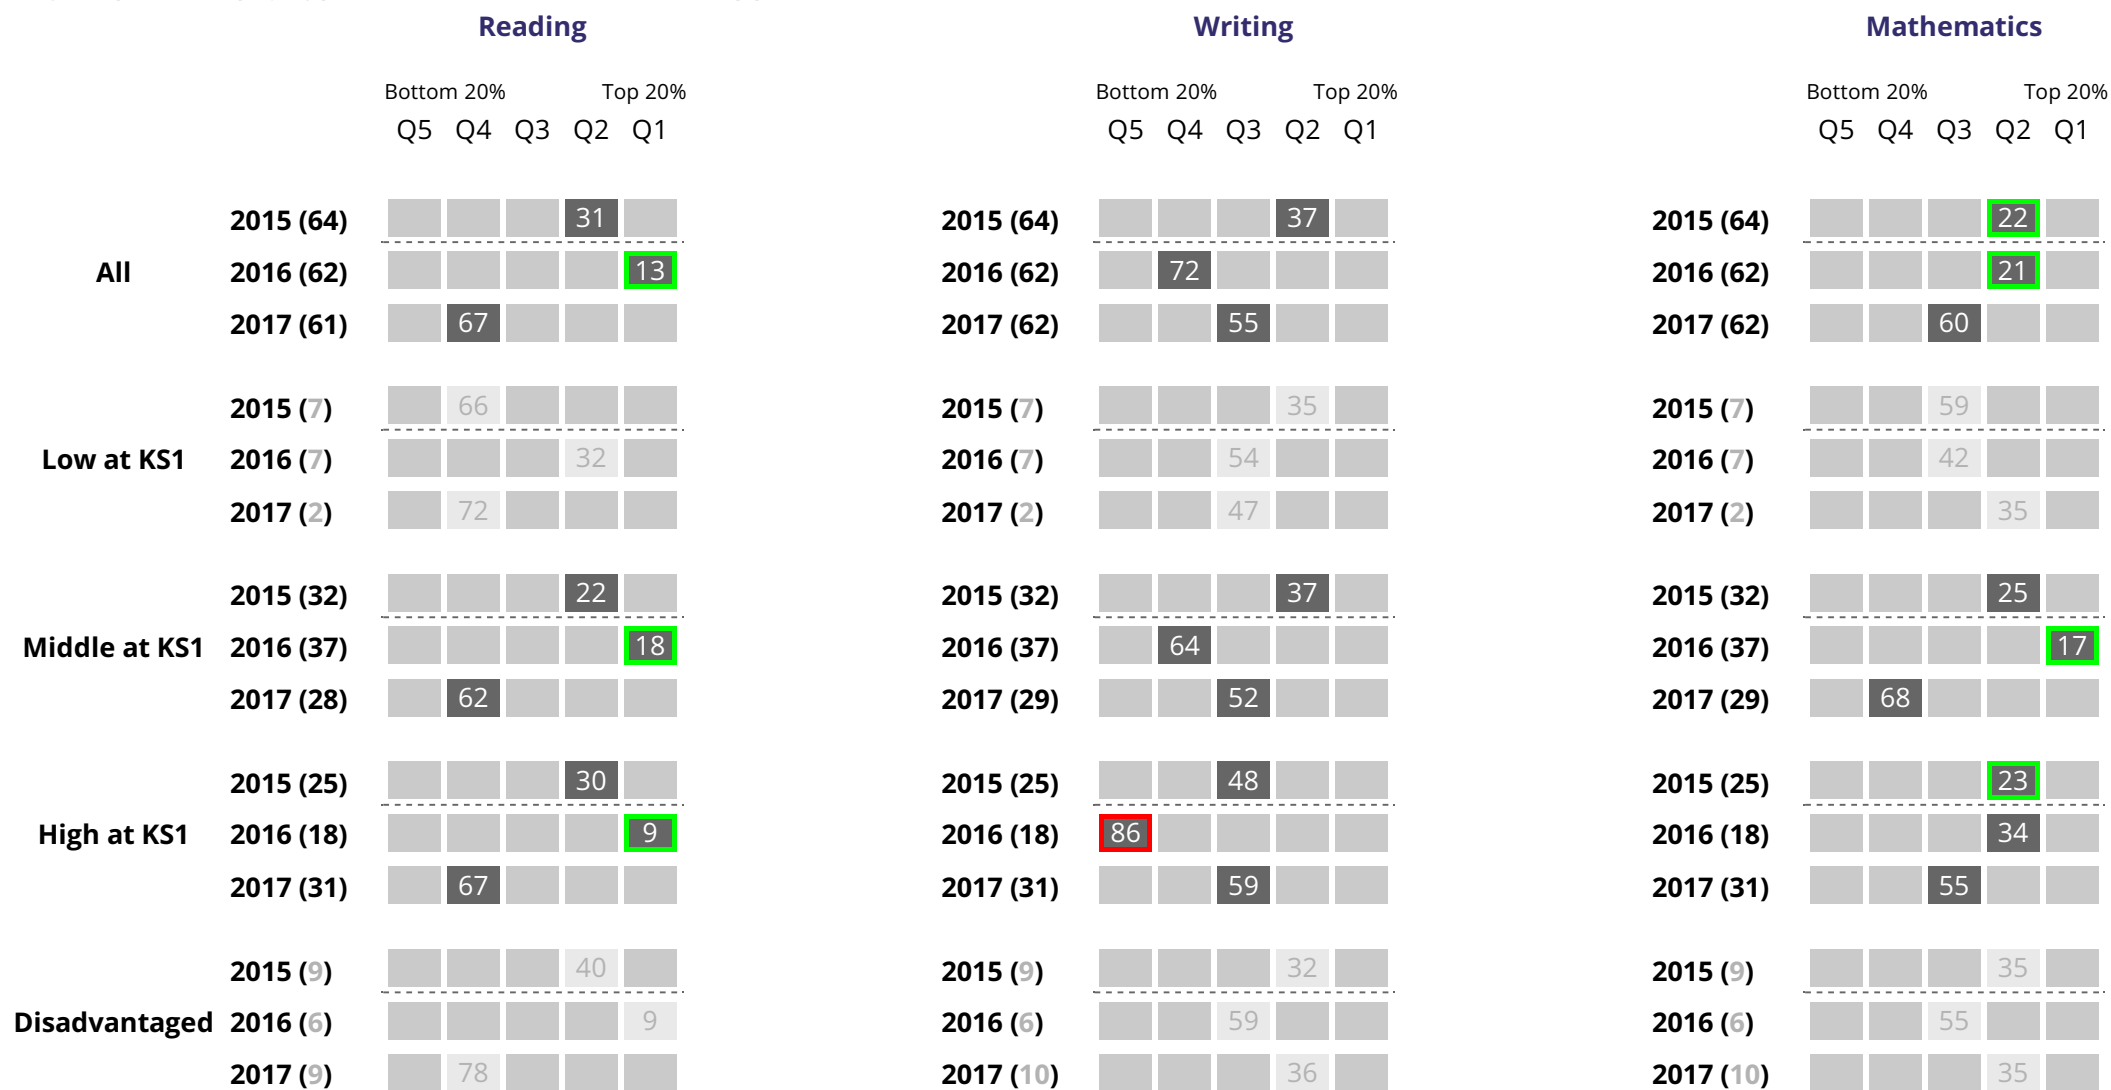 Reading Writing Mathematics
Bottom 20% Top 20% Bottom 20% Top 20% Bottom 20% Top 20%
Q5 Q4 Q3 Q2 Q1 Q5 Q4 Q3 Q2 Q1 Q5 Q4 Q3 Q2 Q1
2015 (64) 31 2015 (64) 37 2015 (64) 22
All 2016 (62) 13 2016 (62) 72 2016 (62) 21
2017 (61) 67 2017 (62) 55 2017 (62) 60
2015 (7) 66 2015 (7) 35 2015 (7) 59
Low at KS1 2016 (7) 32 2016 (7) 54 2016 (7) 42
2017 (2) 72 2017 (2) 47 2017 (2) 35
2015 (32) 22 2015 (32) 37 2015 (32) 25
Middle at KS1 2016 (37) 18 2016 (37) 64 2016 (37) 17
2017 (28) 62 2017 (29) 52 2017 (29) 68
2015 (25) 30 2015 (25) 48 2015 (25) 23
High at KS1 2016 (18) 9 2016 (18) 86 2016 (18) 34
2017 (31) 67 2017 (31) 59 2017 (31) 55
2015 (9) 40 2015 (9) 32 2015 (9) 35
Disadvantaged 2016 (6) 9 2016 (6) 59 2016 (6) 55
2017 (9) 78 2017 (10) 36 2017 (10) 35